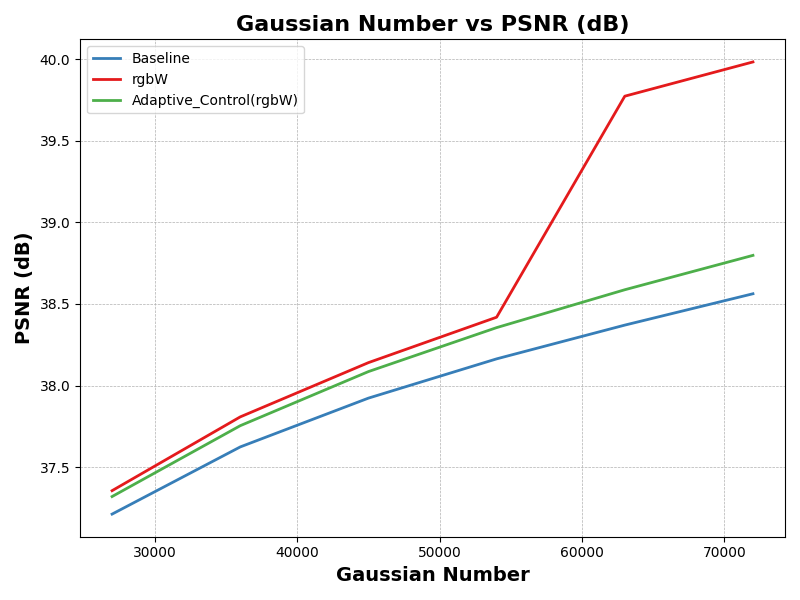 Gaussian Number vs PSNR (dB)
Baseline
rgbW
Adaptive_Control(rgbW)
PSNR (dB)
40.0
39.5
39.0
38.5
38.0
37.5
30000 40000 50000 60000 70000
Gaussian Number